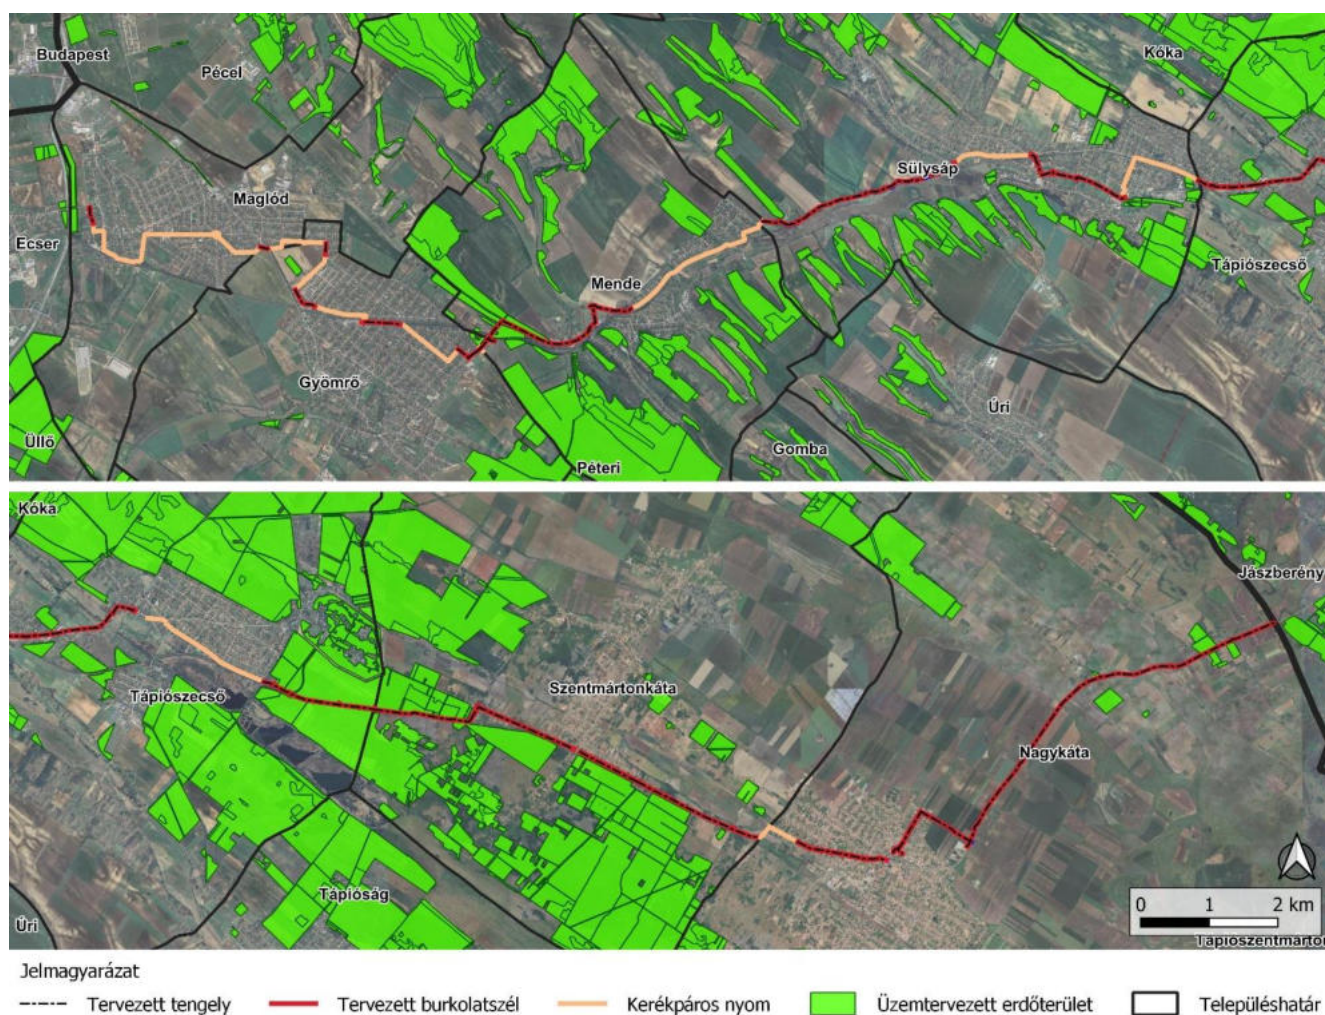 Budapest
Pécel
Kóka
Maglód
Sülysáp
Ecser
Tápiószecső
Mende
Gyömrő
Úri
Üllő
Gomba
Péteri
Kóka
Jászberény
Szentmártonkáta
Tápiószecső
Nagykáta
Tápióság
Úri
0 1 2 km
Tápiószentmárton
Jelmagyarázat
Tervezett tengely Tervezett burkolatszél Kerékpáros nyom Üzemtervezett erdőterület Településhatár